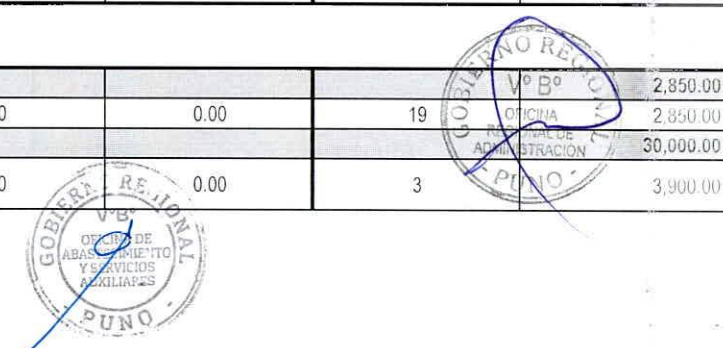 2,850.00
0 0.00 19 2,850.00
30,000.00
0 0.00 3 3,900.00
GOBIERNO REGIONAL
V° B°
OFICINA
REGIONAL DE
ADMINISTRACION
- PUNO -
GOBIERN REGIONAL
V°B°
OFICINA DE
ABASTECIMIENTO
Y SERVICIOS
AUXILIARES
- PUNO -